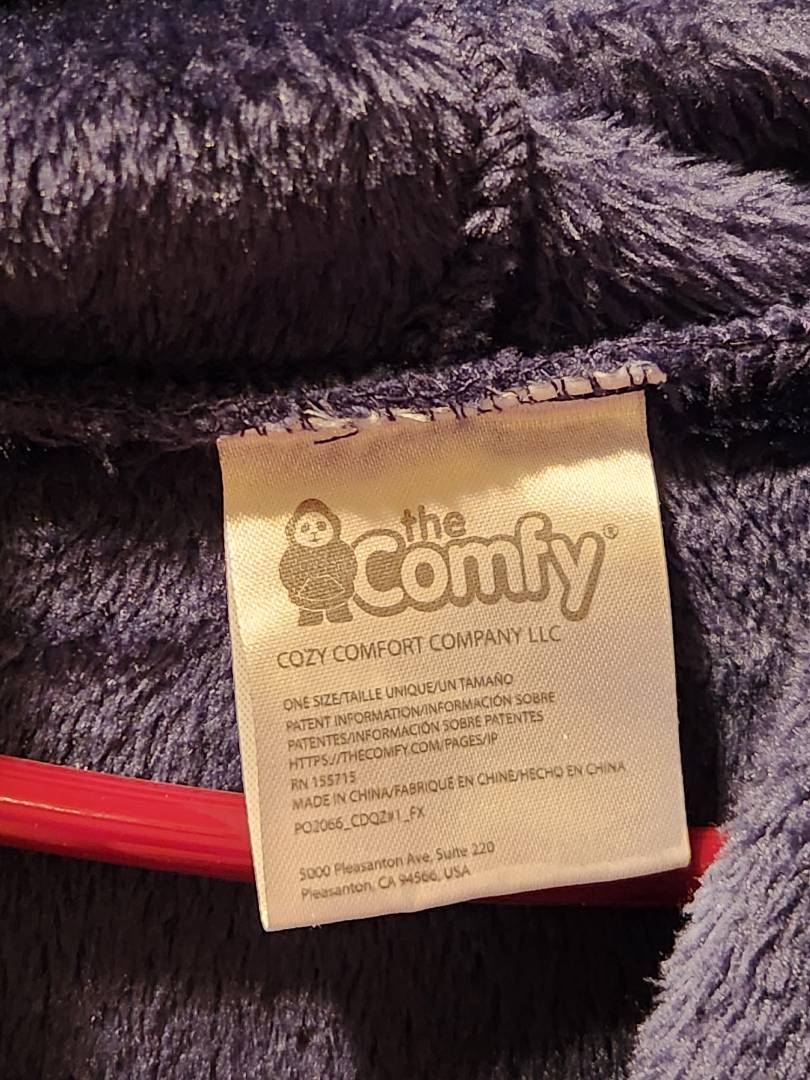 the
Comfy®
COZY COMFORT COMPANY LLC
ONE SIZE/TAILLE UNIQUE/UN TAMAÑO
PATENT INFORMATION/INFORMACIÓN SOBRE
PATENTES/INFORMACIÓN SOBRE PATENTES
HTTPS://THECOMFY.COM/PAGES/IP
RN 155715
MADE IN CHINA/FABRIQUÉ EN CHINE/HECHO EN CHINA
PO2066_CDQZ#1_FX
5000 Pleasanton Ave, Suite 220
Pleasanton, CA 94566, USA